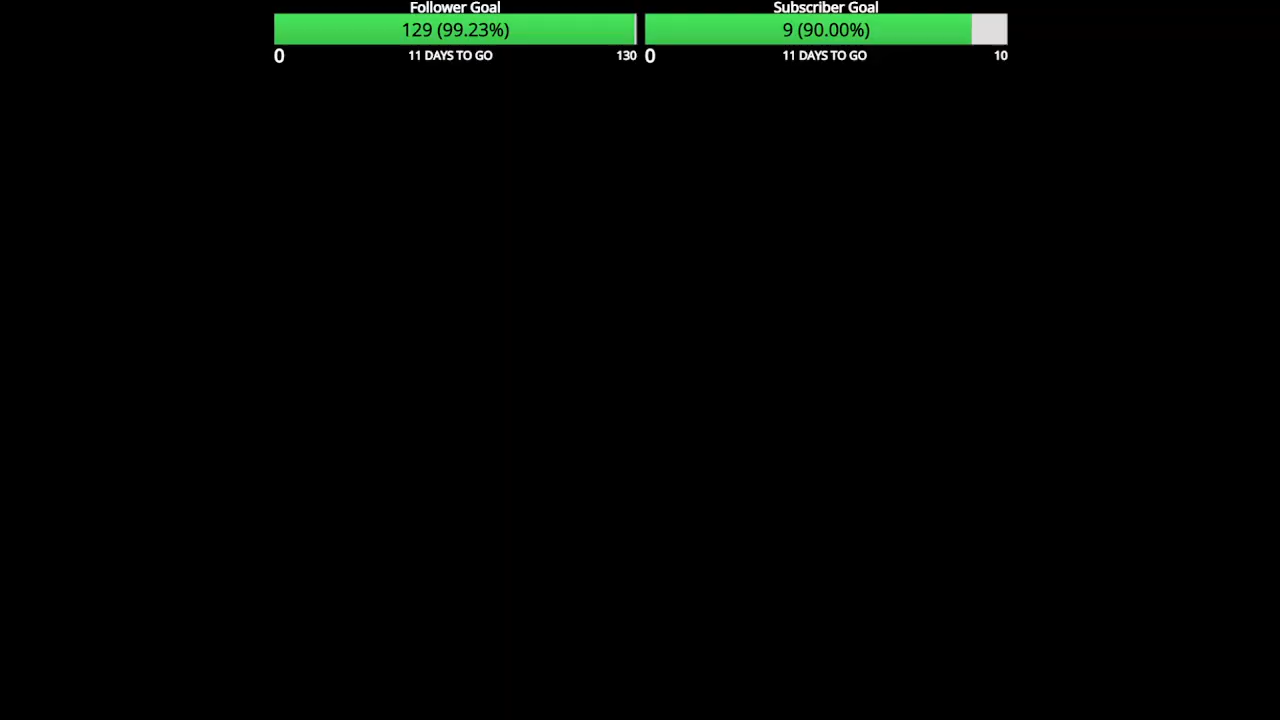 Follower Goal
129 (99.23%)
0 11 DAYS TO GO 130
Subscriber Goal
9 (90.00%)
0 11 DAYS TO GO 10